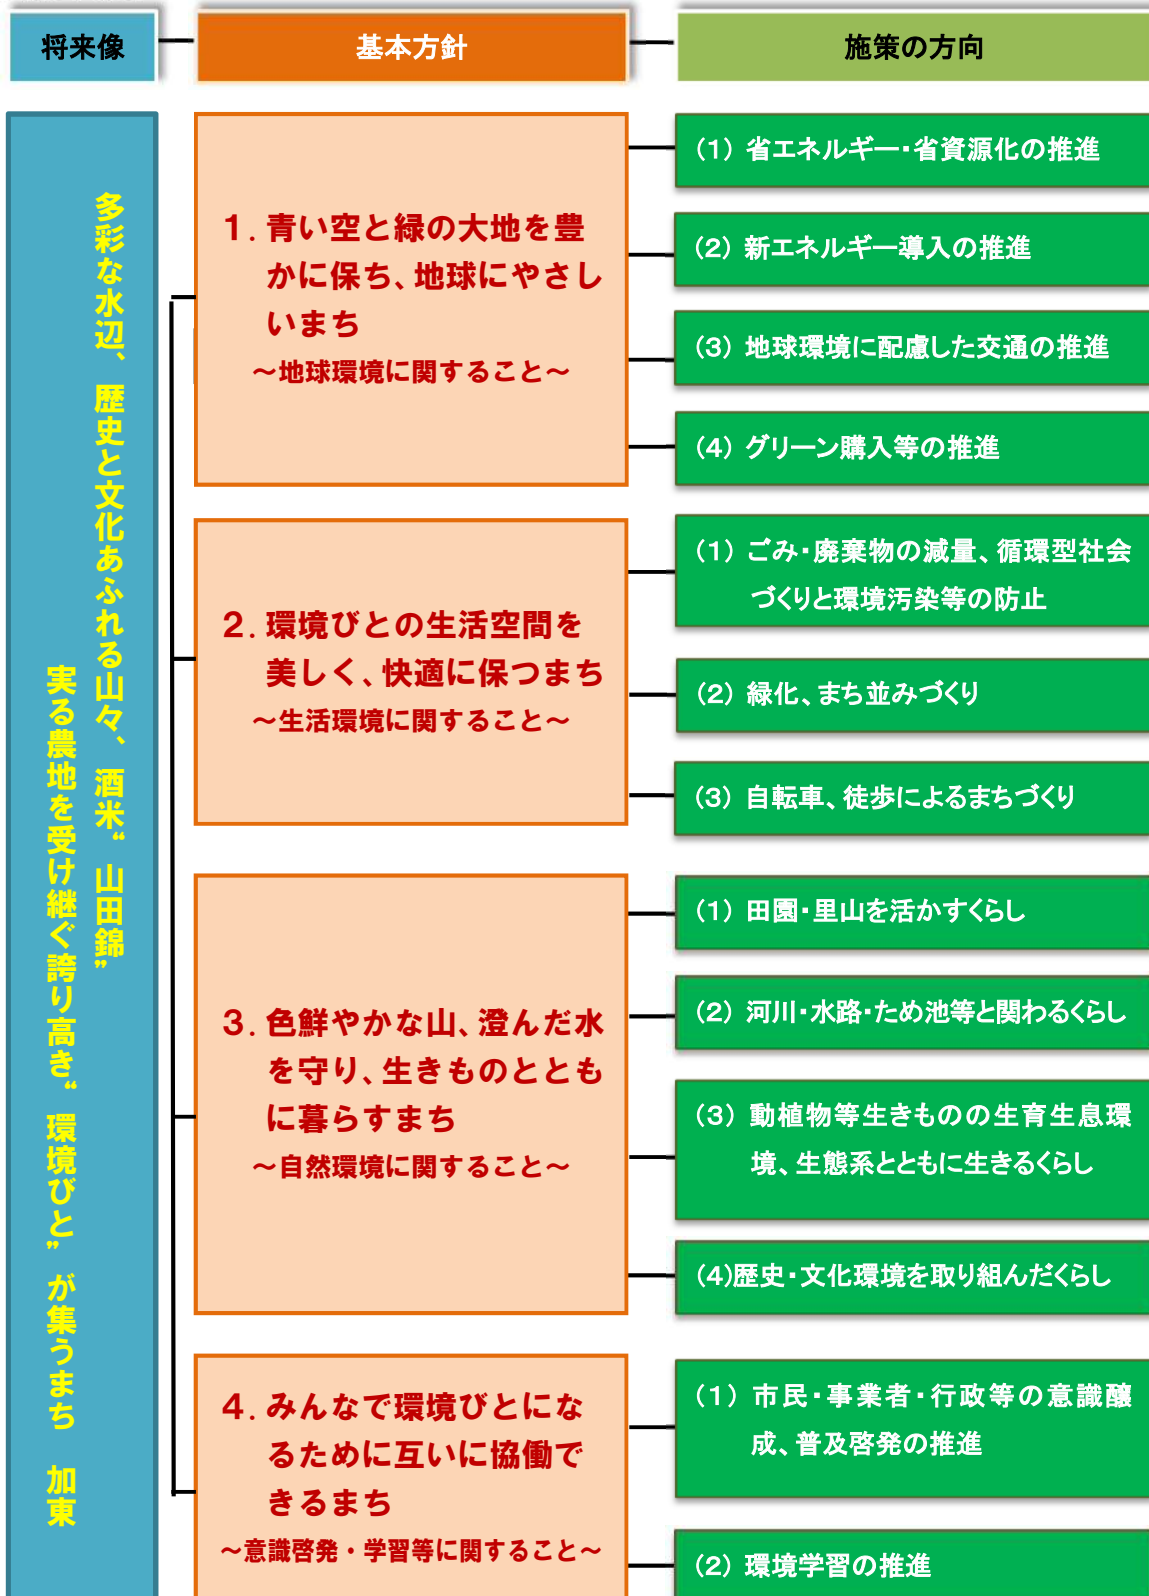 将来像
基本方針
施策の方向
多彩な水辺、歴史と文化あふれる山々、酒米“山田錦”
実る農地を受け継ぐ誇り高き“環境びと”が集うまち　加東
1. 青い空と緑の大地を豊
かに保ち、地球にやさし
いまち
～地球環境に関すること～
(1) 省エネルギー・省資源化の推進
(2) 新エネルギー導入の推進
(3) 地球環境に配慮した交通の推進
(4) グリーン購入等の推進
2. 環境びとの生活空間を
美しく、快適に保つまち
～生活環境に関すること～
(1) ごみ・廃棄物の減量、循環型社会
づくりと環境汚染等の防止
(2) 緑化、まち並みづくり
(3) 自転車、徒歩によるまちづくり
3. 色鮮やかな山、澄んだ水
を守り、生きものととも
に暮らすまち
～自然環境に関すること～
(1) 田園・里山を活かすくらし
(2) 河川・水路・ため池等と関わるくらし
(3) 動植物等生きものの生育生息環
境、生態系とともに生きるくらし
(4)歴史・文化環境を取り組んだくらし
4. みんなで環境びとにな
るために互いに協働で
きるまち
～意識啓発・学習等に関すること～
(1) 市民・事業者・行政等の意識醸
成、普及啓発の推進
(2) 環境学習の推進